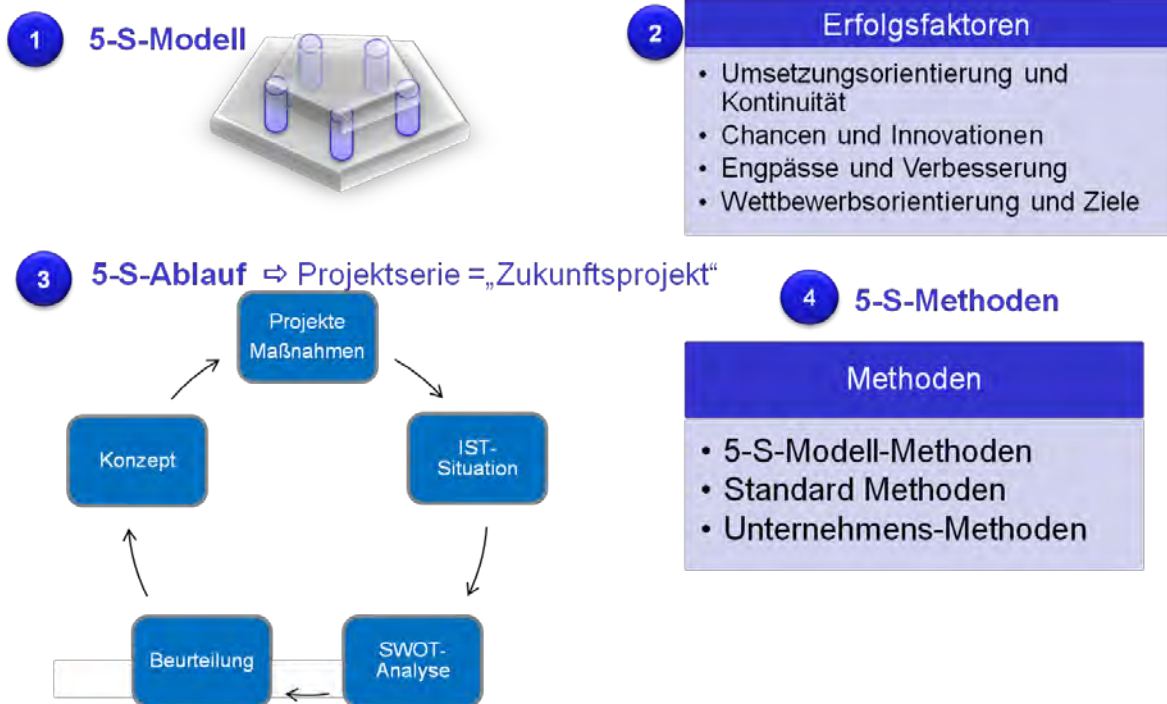 1
5-S-Modell
2
Erfolgsfaktoren
• Umsetzungsorientierung und
Kontinuität
• Chancen und Innovationen
• Engpässe und Verbesserung
• Wettbewerbsorientierung und Ziele
3
5-S-Ablauf ⇨ Projektserie =„Zukunftsprojekt“
Projekte
Maßnahmen
IST-
Situation
SWOT-
Analyse
Beurteilung
Konzept
4
5-S-Methoden
Methoden
• 5-S-Modell-Methoden
• Standard Methoden
• Unternehmens-Methoden